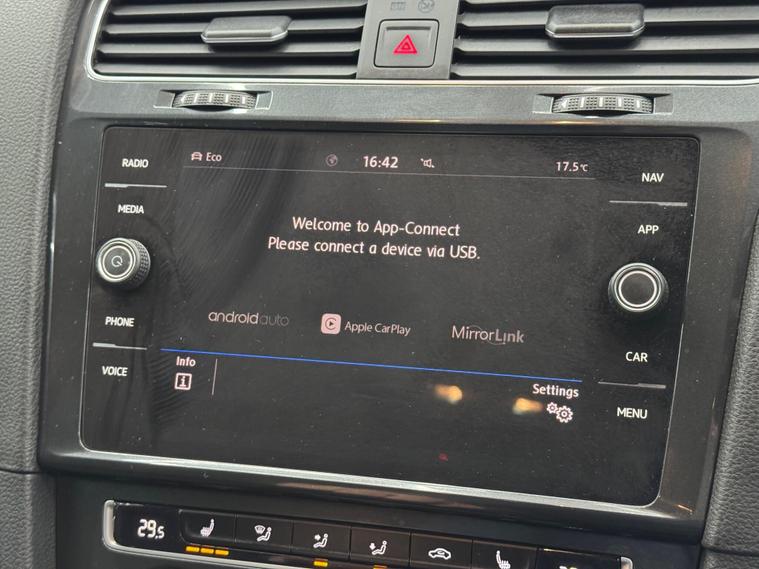 RADIO
MEDIA
PHONE
VOICE
Eco
16:42
17.5°C
Welcome to App-Connect
Please connect a device via USB.
androidauto
Apple CarPlay
MirrorLink
Info
i
Settings
NAV
APP
CAR
MENU
29.5